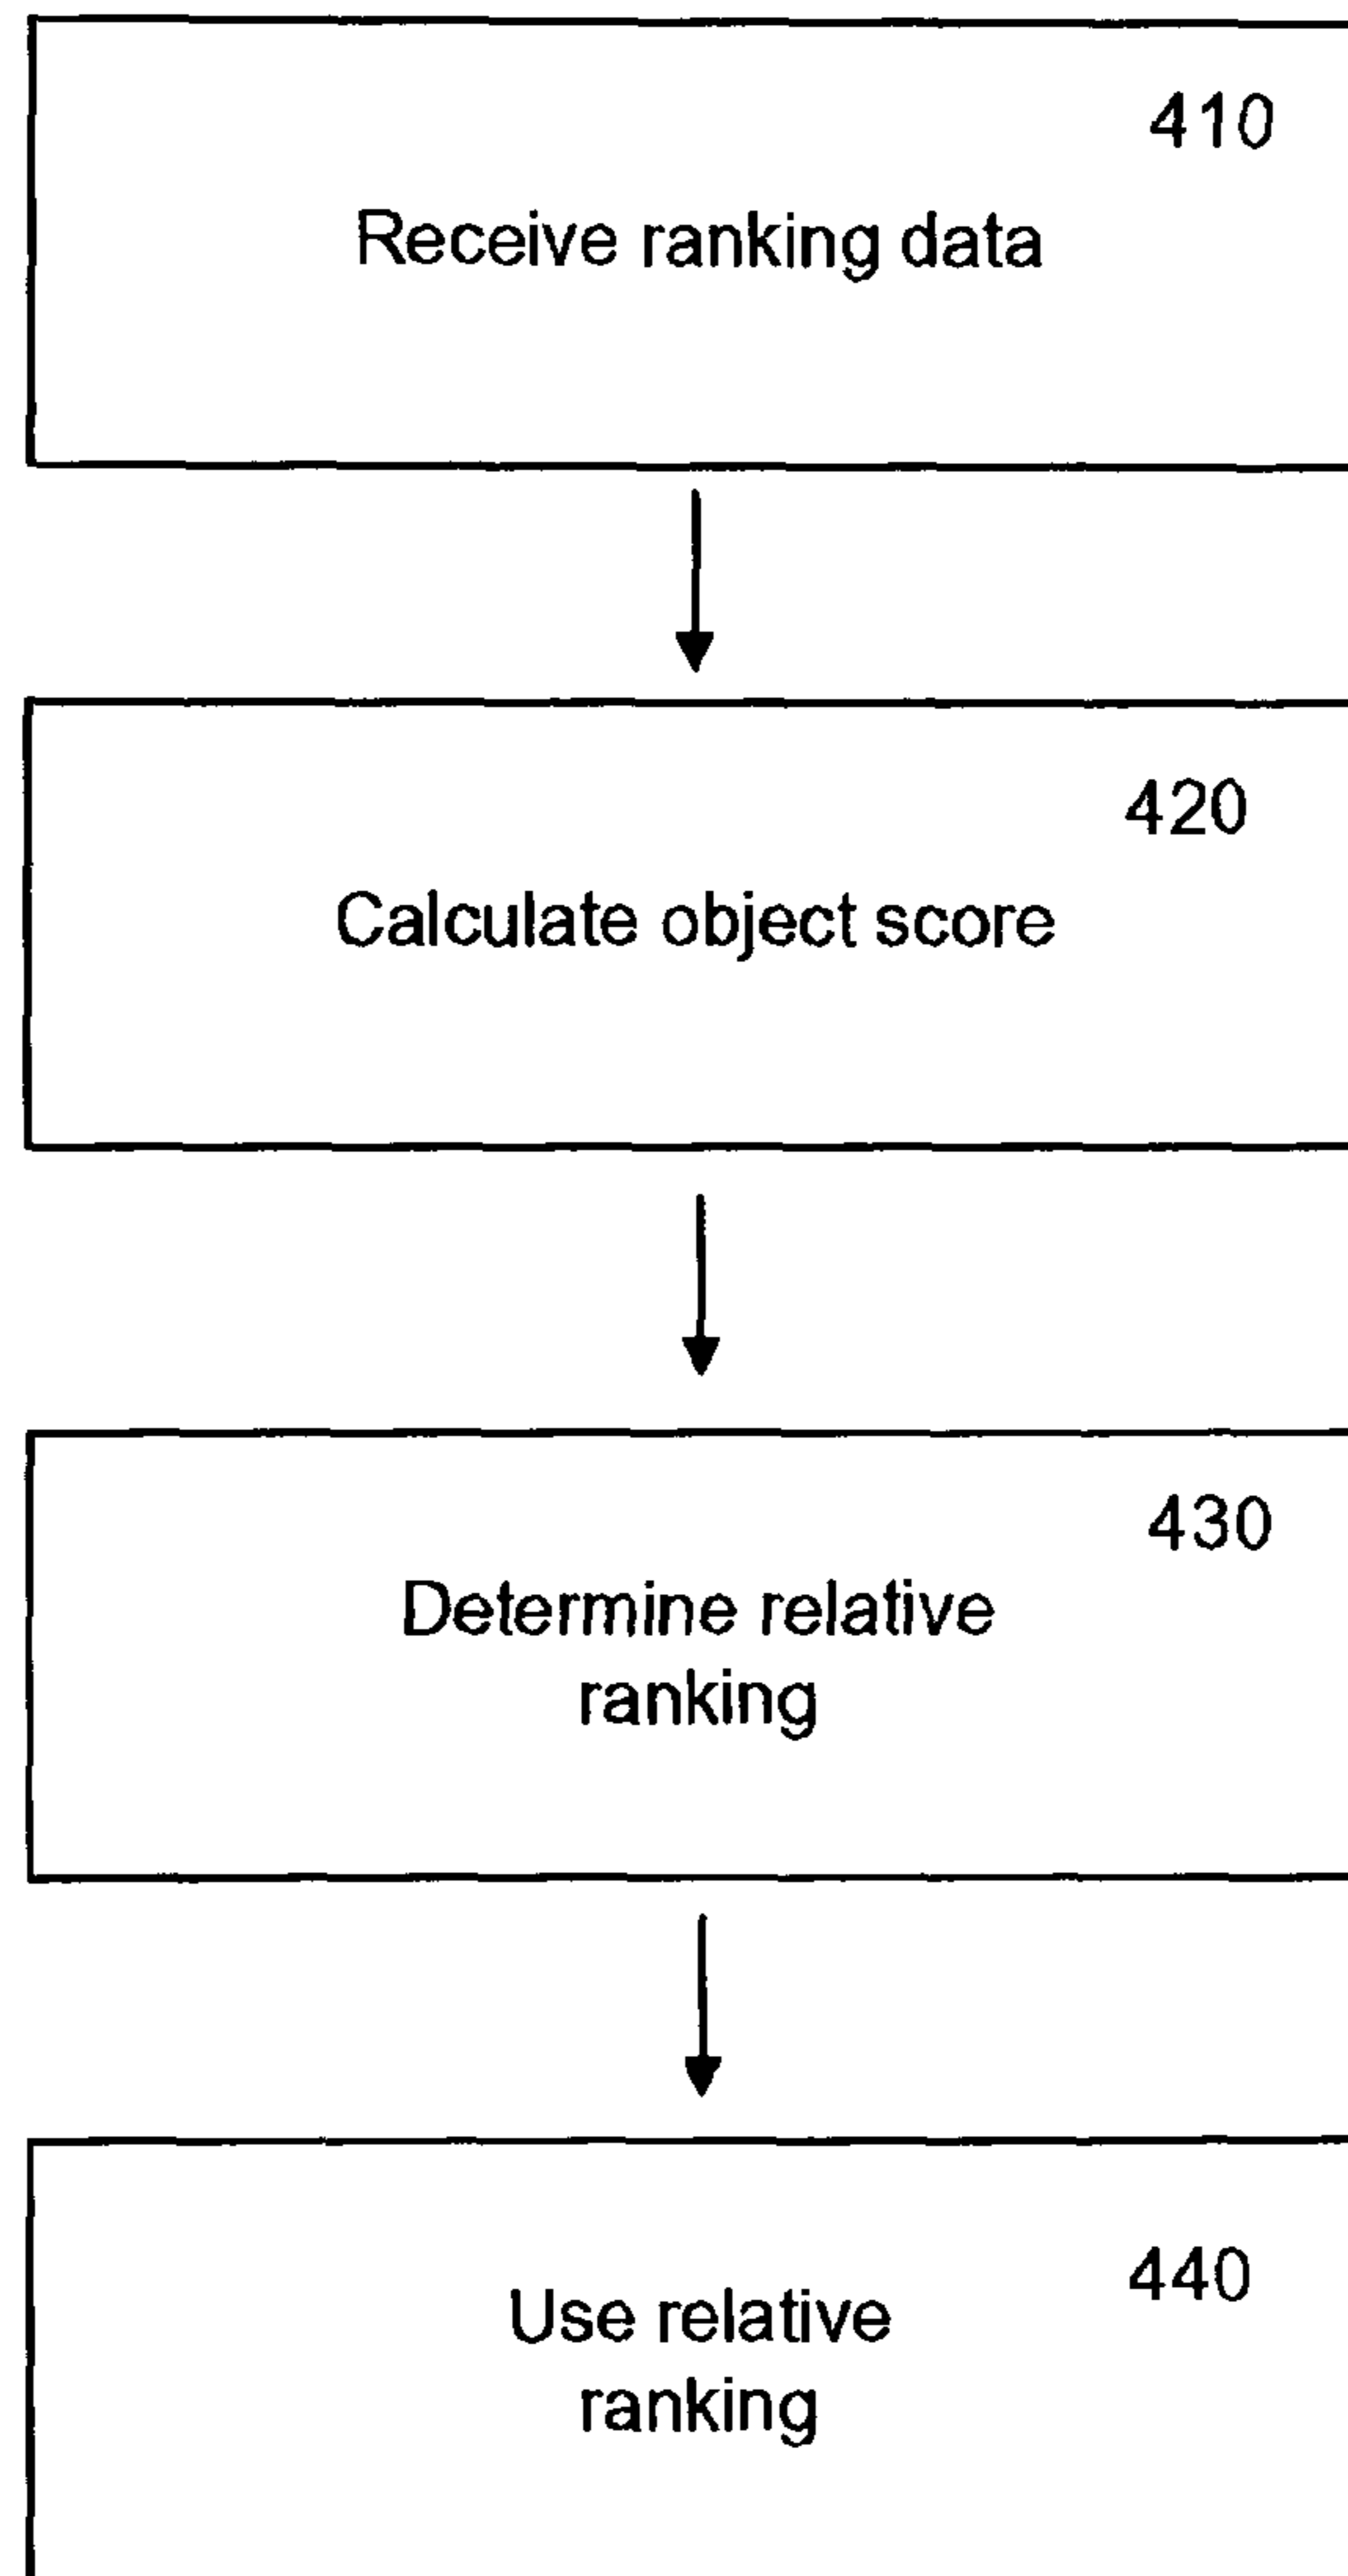 410
Receive ranking data
420
Calculate object score
430
Determine relative
ranking
440
Use relative
ranking